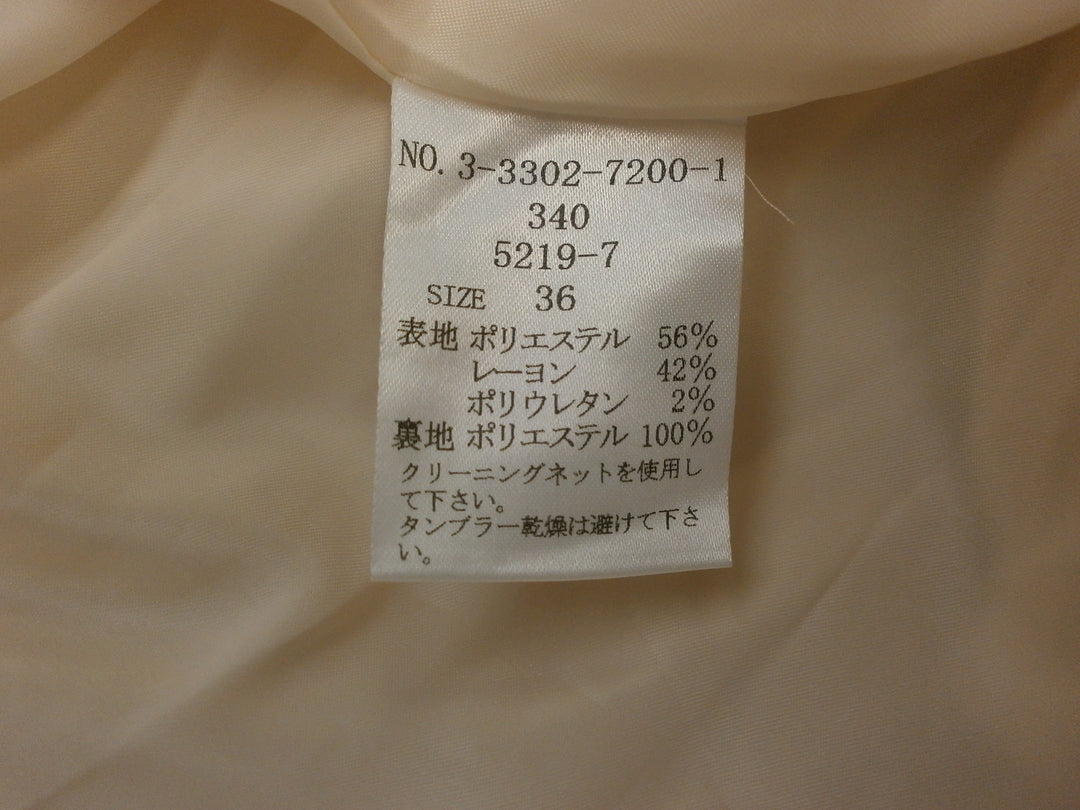 NO. 3-3302-7200-1
340
5219-7
SIZE 36
表地 ポリエステル 56%
レーヨン 42%
ポリウレタン 2%
裏地 ポリエステル 100%
クリーニングネットを使用し
て下さい。
タンブラー乾燥は避けて下さ
い。